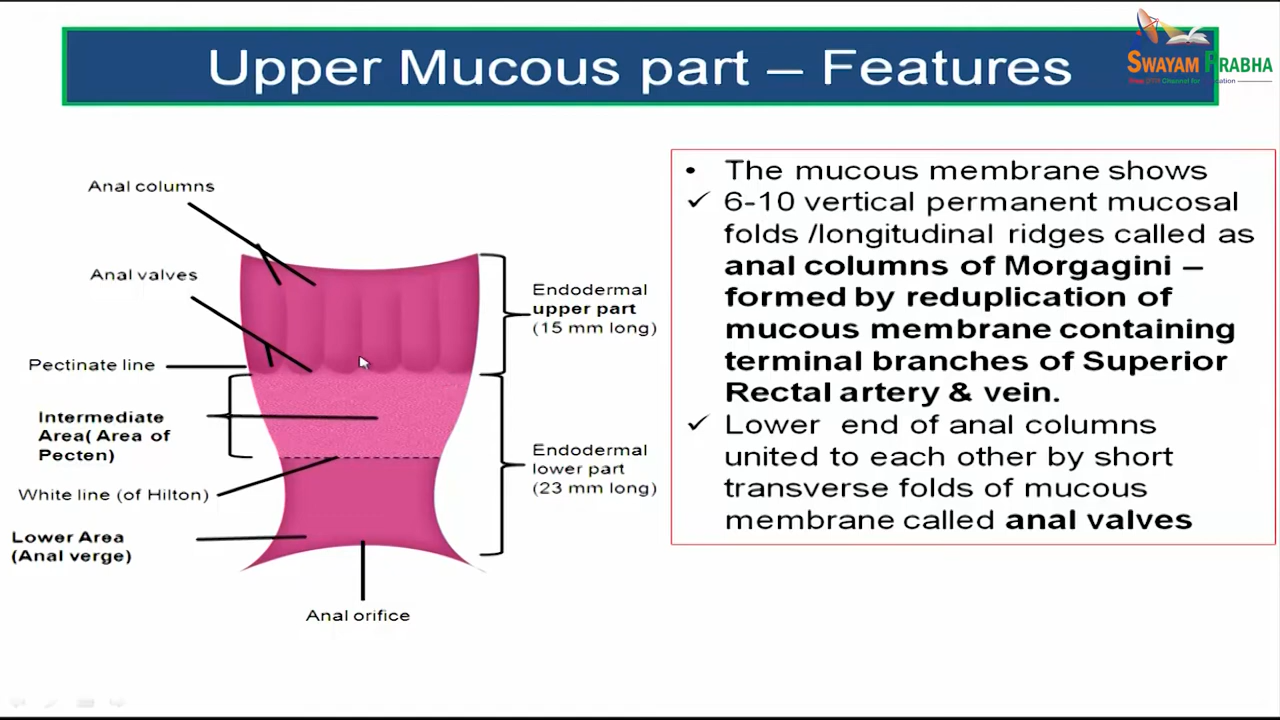 Upper Mucous part – Features
SWAYAM PRABHA
Anal columns
Anal valves
Pectinate line
Intermediate
Area( Area of
Pecten)
White line (of Hilton)
Lower Area
(Anal verge)
Anal orifice
Endodermal
upper part
(15 mm long)
Endodermal
lower part
(23 mm long)
• The mucous membrane shows
✓ 6-10 vertical permanent mucosal
folds /longitudinal ridges called as
anal columns of Morgagini –
formed by reduplication of
mucous membrane containing
terminal branches of Superior
Rectal artery & vein.
✓ Lower end of anal columns
united to each other by short
transverse folds of mucous
membrane called anal valves